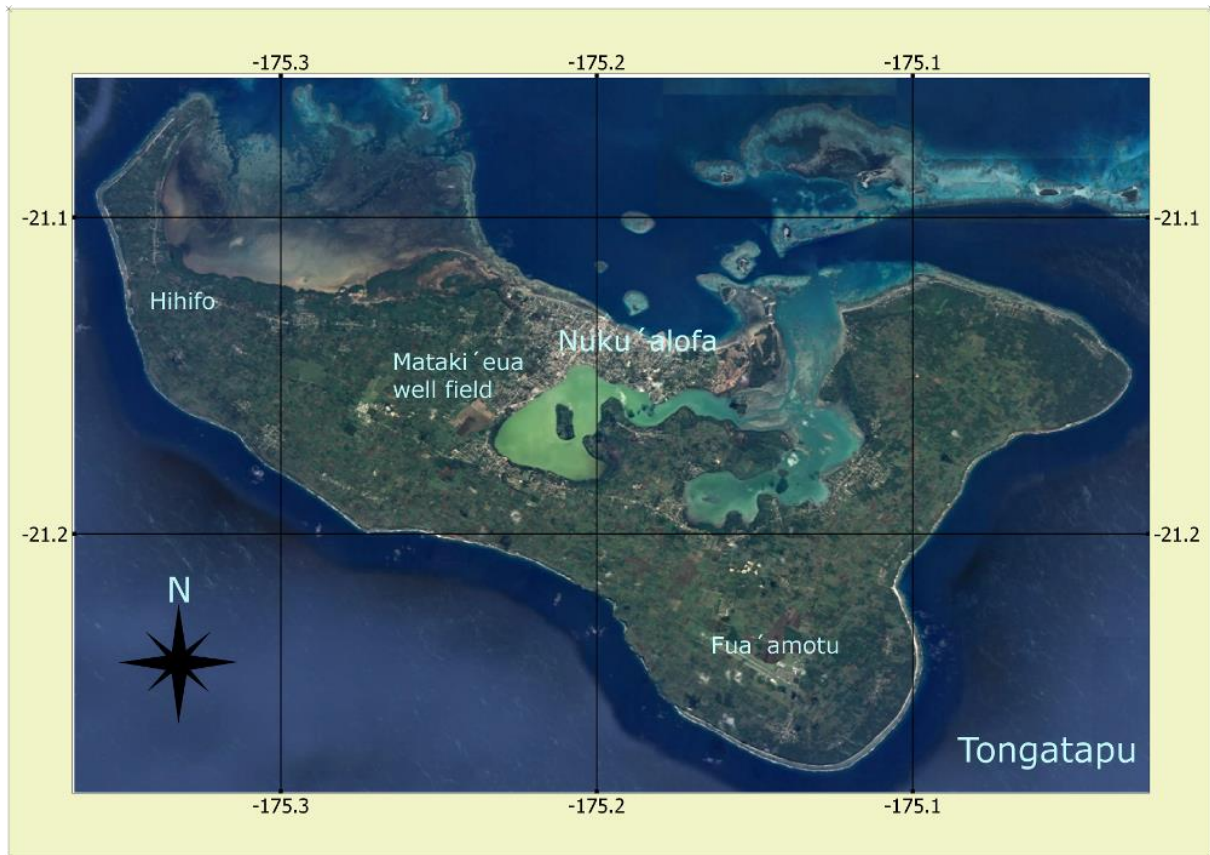 -175.3 -175.2 -175.1
-21.1 -21.1
Hihifo
Nuku´alofa
Mataki´eua
well field
-21.2 -21.2
N
Fua´amotu
Tongatapu
-175.3 -175.2 -175.1